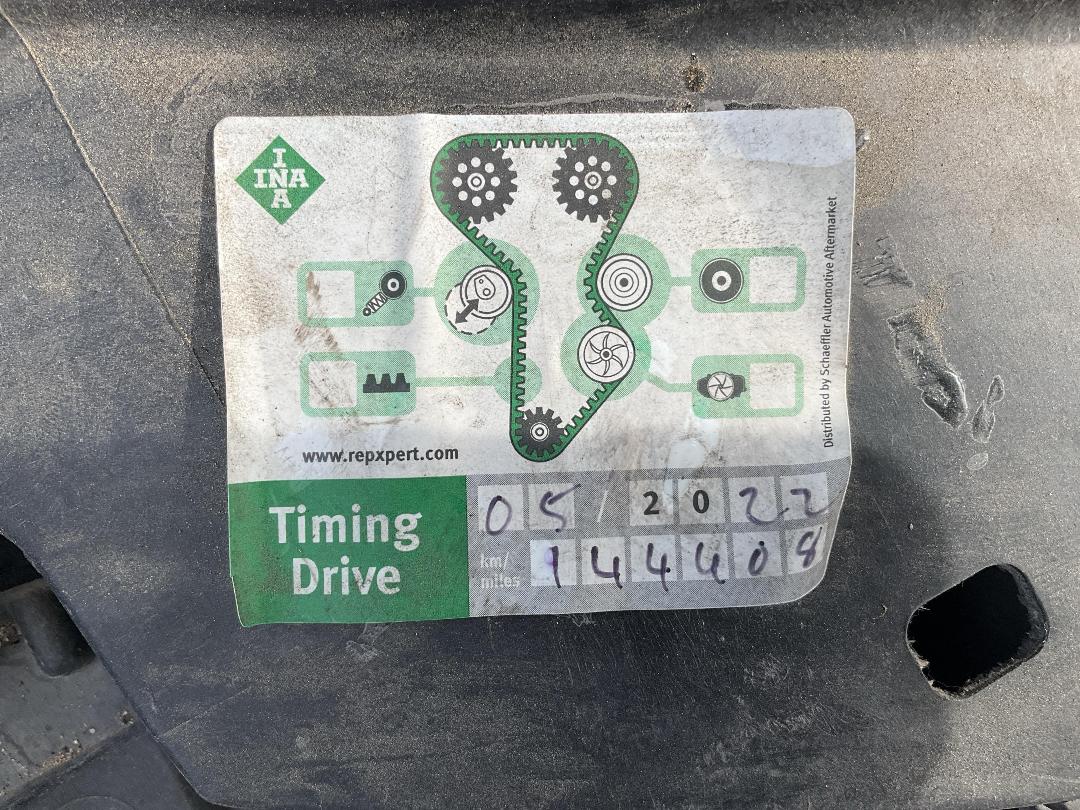 I
INA
A
Distributed by Schaeffler Automotive Aftermarket
www.repxpert.com
Timing
Drive
05 / 2022
km/
miles
144408